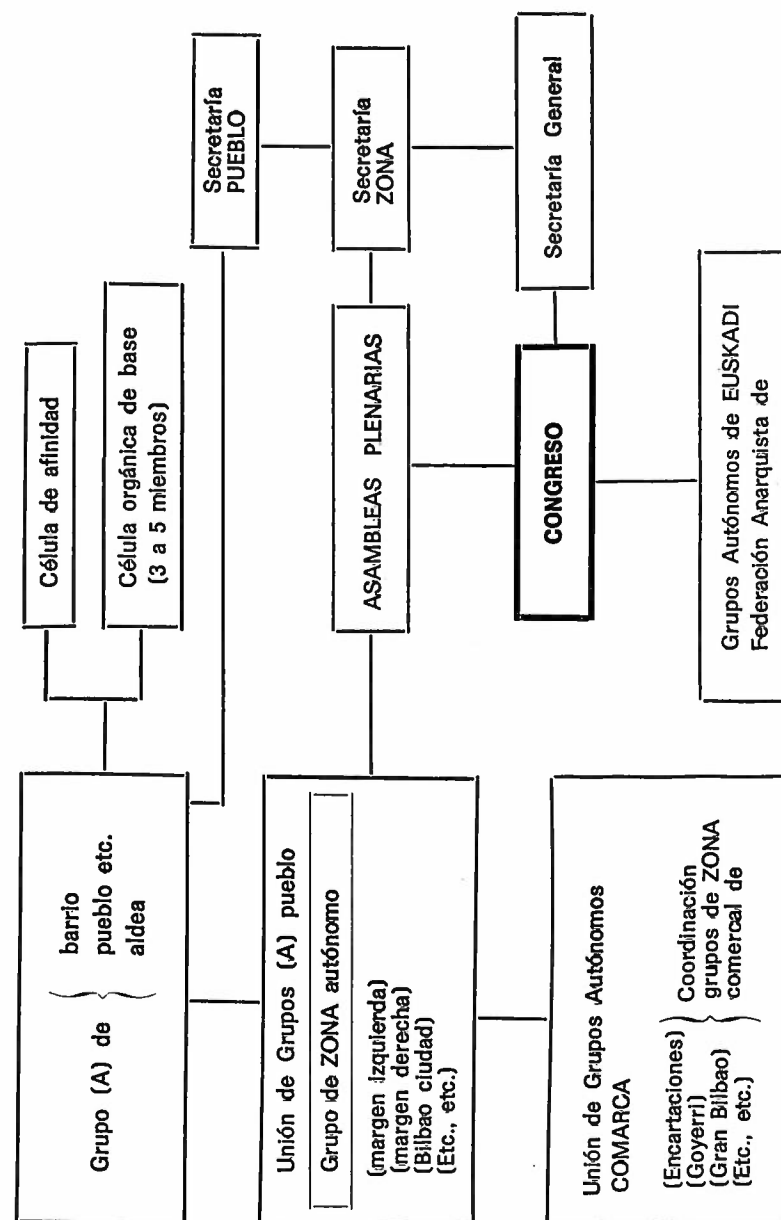 Grupo (A) de
barrio
pueblo etc.
aldea
Célula de afinidad
Célula orgánica de base
(3 a 5 miembros)
Secretaría
PUEBLO
Unión de Grupos (A) pueblo
Grupo de ZONA autónomo
(margen izquierda)
(margen derecha)
(Bilbao ciudad)
(Etc., etc.)
ASAMBLEAS PLENARIAS
Secretaría
ZONA
CONGRESO
Secretaría General
Unión de Grupos Autónomos
COMARCA
(Encartaciones)
(Goyerri)
(Gran Bilbao)
(Etc., etc.)
Coordinación
grupos de ZONA
comercal de
Grupos Autónomos de EUSKADI
Federación Anarquista de